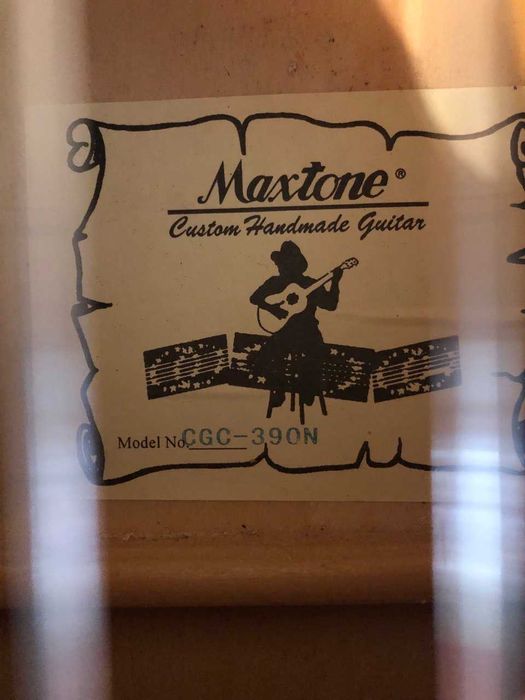 Maxtone®
Custom Handmade Guitar
Model No. CGC-390N